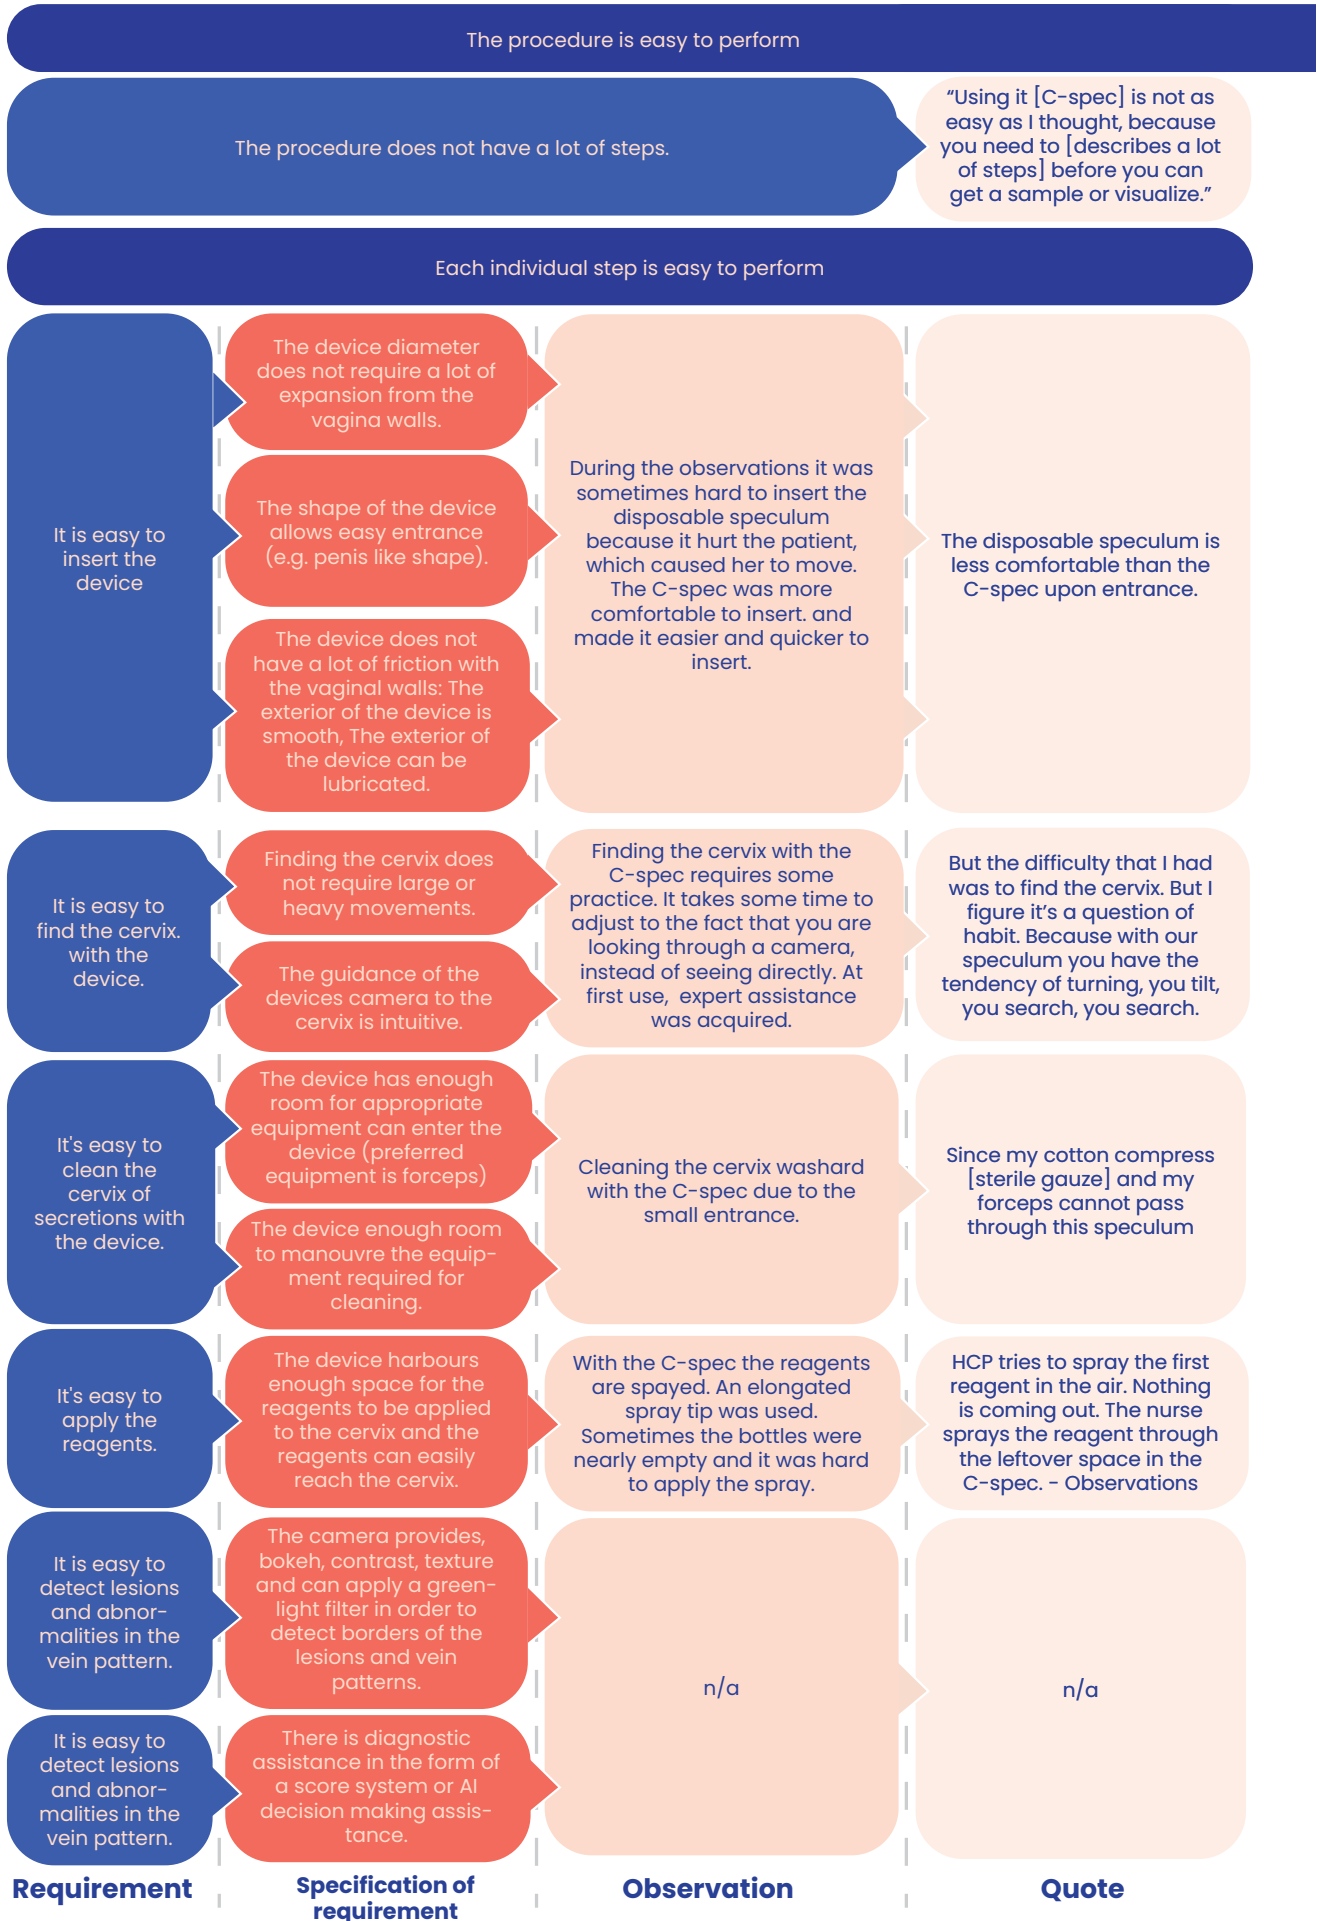 The procedure is easy to perform
The procedure does not have a lot of steps.
“Using it [C-spec] is not as
easy as I thought, because
you need to [describes a lot
of steps] before you can
get a sample or visualize.”
Each individual step is easy to perform
It is easy to
insert the
device
The device diameter
does not require a lot of
expansion from the
vagina walls.
The shape of the device
allows easy entrance
(e.g. penis like shape).
The device does not
have a lot of friction with
the vaginal walls: The
exterior of the device is
smooth, The exterior of
the device can be
lubricated.
During the observations it was
sometimes hard to insert the
disposable speculum
because it hurt the patient,
which caused her to move.
The C-spec was more
comfortable to insert. and
made it easier and quicker to
insert.
The disposable speculum is
less comfortable than the
C-spec upon entrance.
It is easy to
find the cervix.
with the
device.
Finding the cervix does
not require large or
heavy movements.
The guidance of the
devices camera to the
cervix is intuitive.
Finding the cervix with the
C-spec requires some
practice. It takes some time to
adjust to the fact that you are
looking through a camera,
instead of seeing directly. At
first use,  expert assistance
was acquired.
But the difficulty that I had
was to find the cervix. But I
figure it’s a question of
habit. Because with our
speculum you have the
tendency of turning, you tilt,
you search, you search.
It's easy to
clean the
cervix of
secretions with
the device.
The device has enough
room for appropriate
equipment can enter the
device (preferred
equipment is forceps)
The device enough room
to manouvre the equip-
ment required for
cleaning.
Cleaning the cervix washard
with the C-spec due to the
small entrance.
Since my cotton compress
[sterile gauze] and my
forceps cannot pass
through this speculum
It's easy to
apply the
reagents.
The device harbours
enough space for the
reagents to be applied
to the cervix and the
reagents can easily
reach the cervix.
With the C-spec the reagents
are spayed. An elongated
spray tip was used.
Sometimes the bottles were
nearly empty and it was hard
to apply the spray.
HCP tries to spray the first
reagent in the air. Nothing
is coming out. The nurse
sprays the reagent through
the leftover space in the
C-spec. - Observations
It is easy to
detect lesions
and abnor-
malities in the
vein pattern.
The camera provides,
bokeh, contrast, texture
and can apply a green-
light filter in order to
detect borders of the
lesions and vein
patterns.
n/a
n/a
It is easy to
detect lesions
and abnor-
malities in the
vein pattern.
There is diagnostic
assistance in the form of
a score system or AI
decision making assis-
tance.
Requirement
Specification of
requirement
Observation
Quote